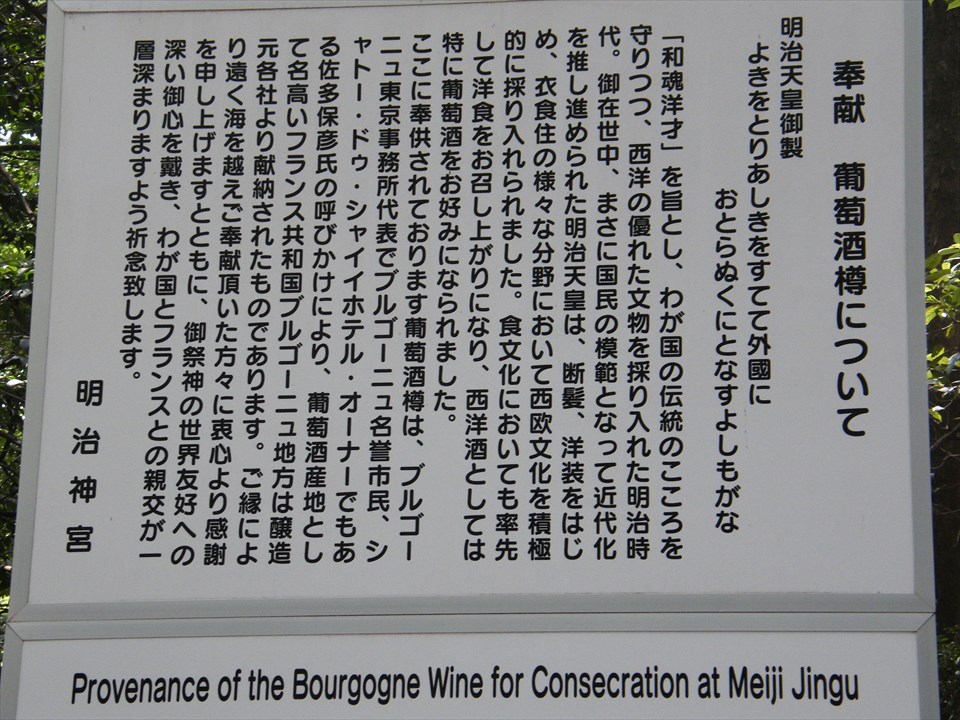 奉献　葡萄酒樽について
明治天皇御製
よきをとりあしきをすてて外國に
おとらぬくにとなすよしもがな
「和魂洋才」を旨とし、わが国の伝統のこころを
守りつつ、西洋の優れた文物を採り入れた明治時
代。御在世中、まさに国民の模範となって近代化
を推し進められた明治天皇は、断髪、洋装をはじ
め、衣食住の様々な分野において西欧文化を積極
的に採り入れられました。食文化においても率先
して洋食をお召し上がりになり、西洋酒としては
特に葡萄酒をお好みになられました。
ここに奉供されております葡萄酒樽は、ブルゴー
ニュ東京事務所代表でブルゴーニュ名誉市民、シ
ャトー・ドゥ・シャイイホテル・オーナーでもあ
る佐多保彦氏の呼びかけにより、葡萄酒産地とし
て名高いフランス共和国ブルゴーニュ地方は醸造
元各社より献納されたものであります。ご縁によ
り遠く海を越えご奉献頂いた方々に衷心より感謝
を申し上げますとともに、御祭神の世界友好への
深い御心を戴き、わが国とフランスとの親交が一
層深まりますよう祈念致します。
明治神宮
Provenance of the Bourgogne Wine for Consecration at Meiji Jingu